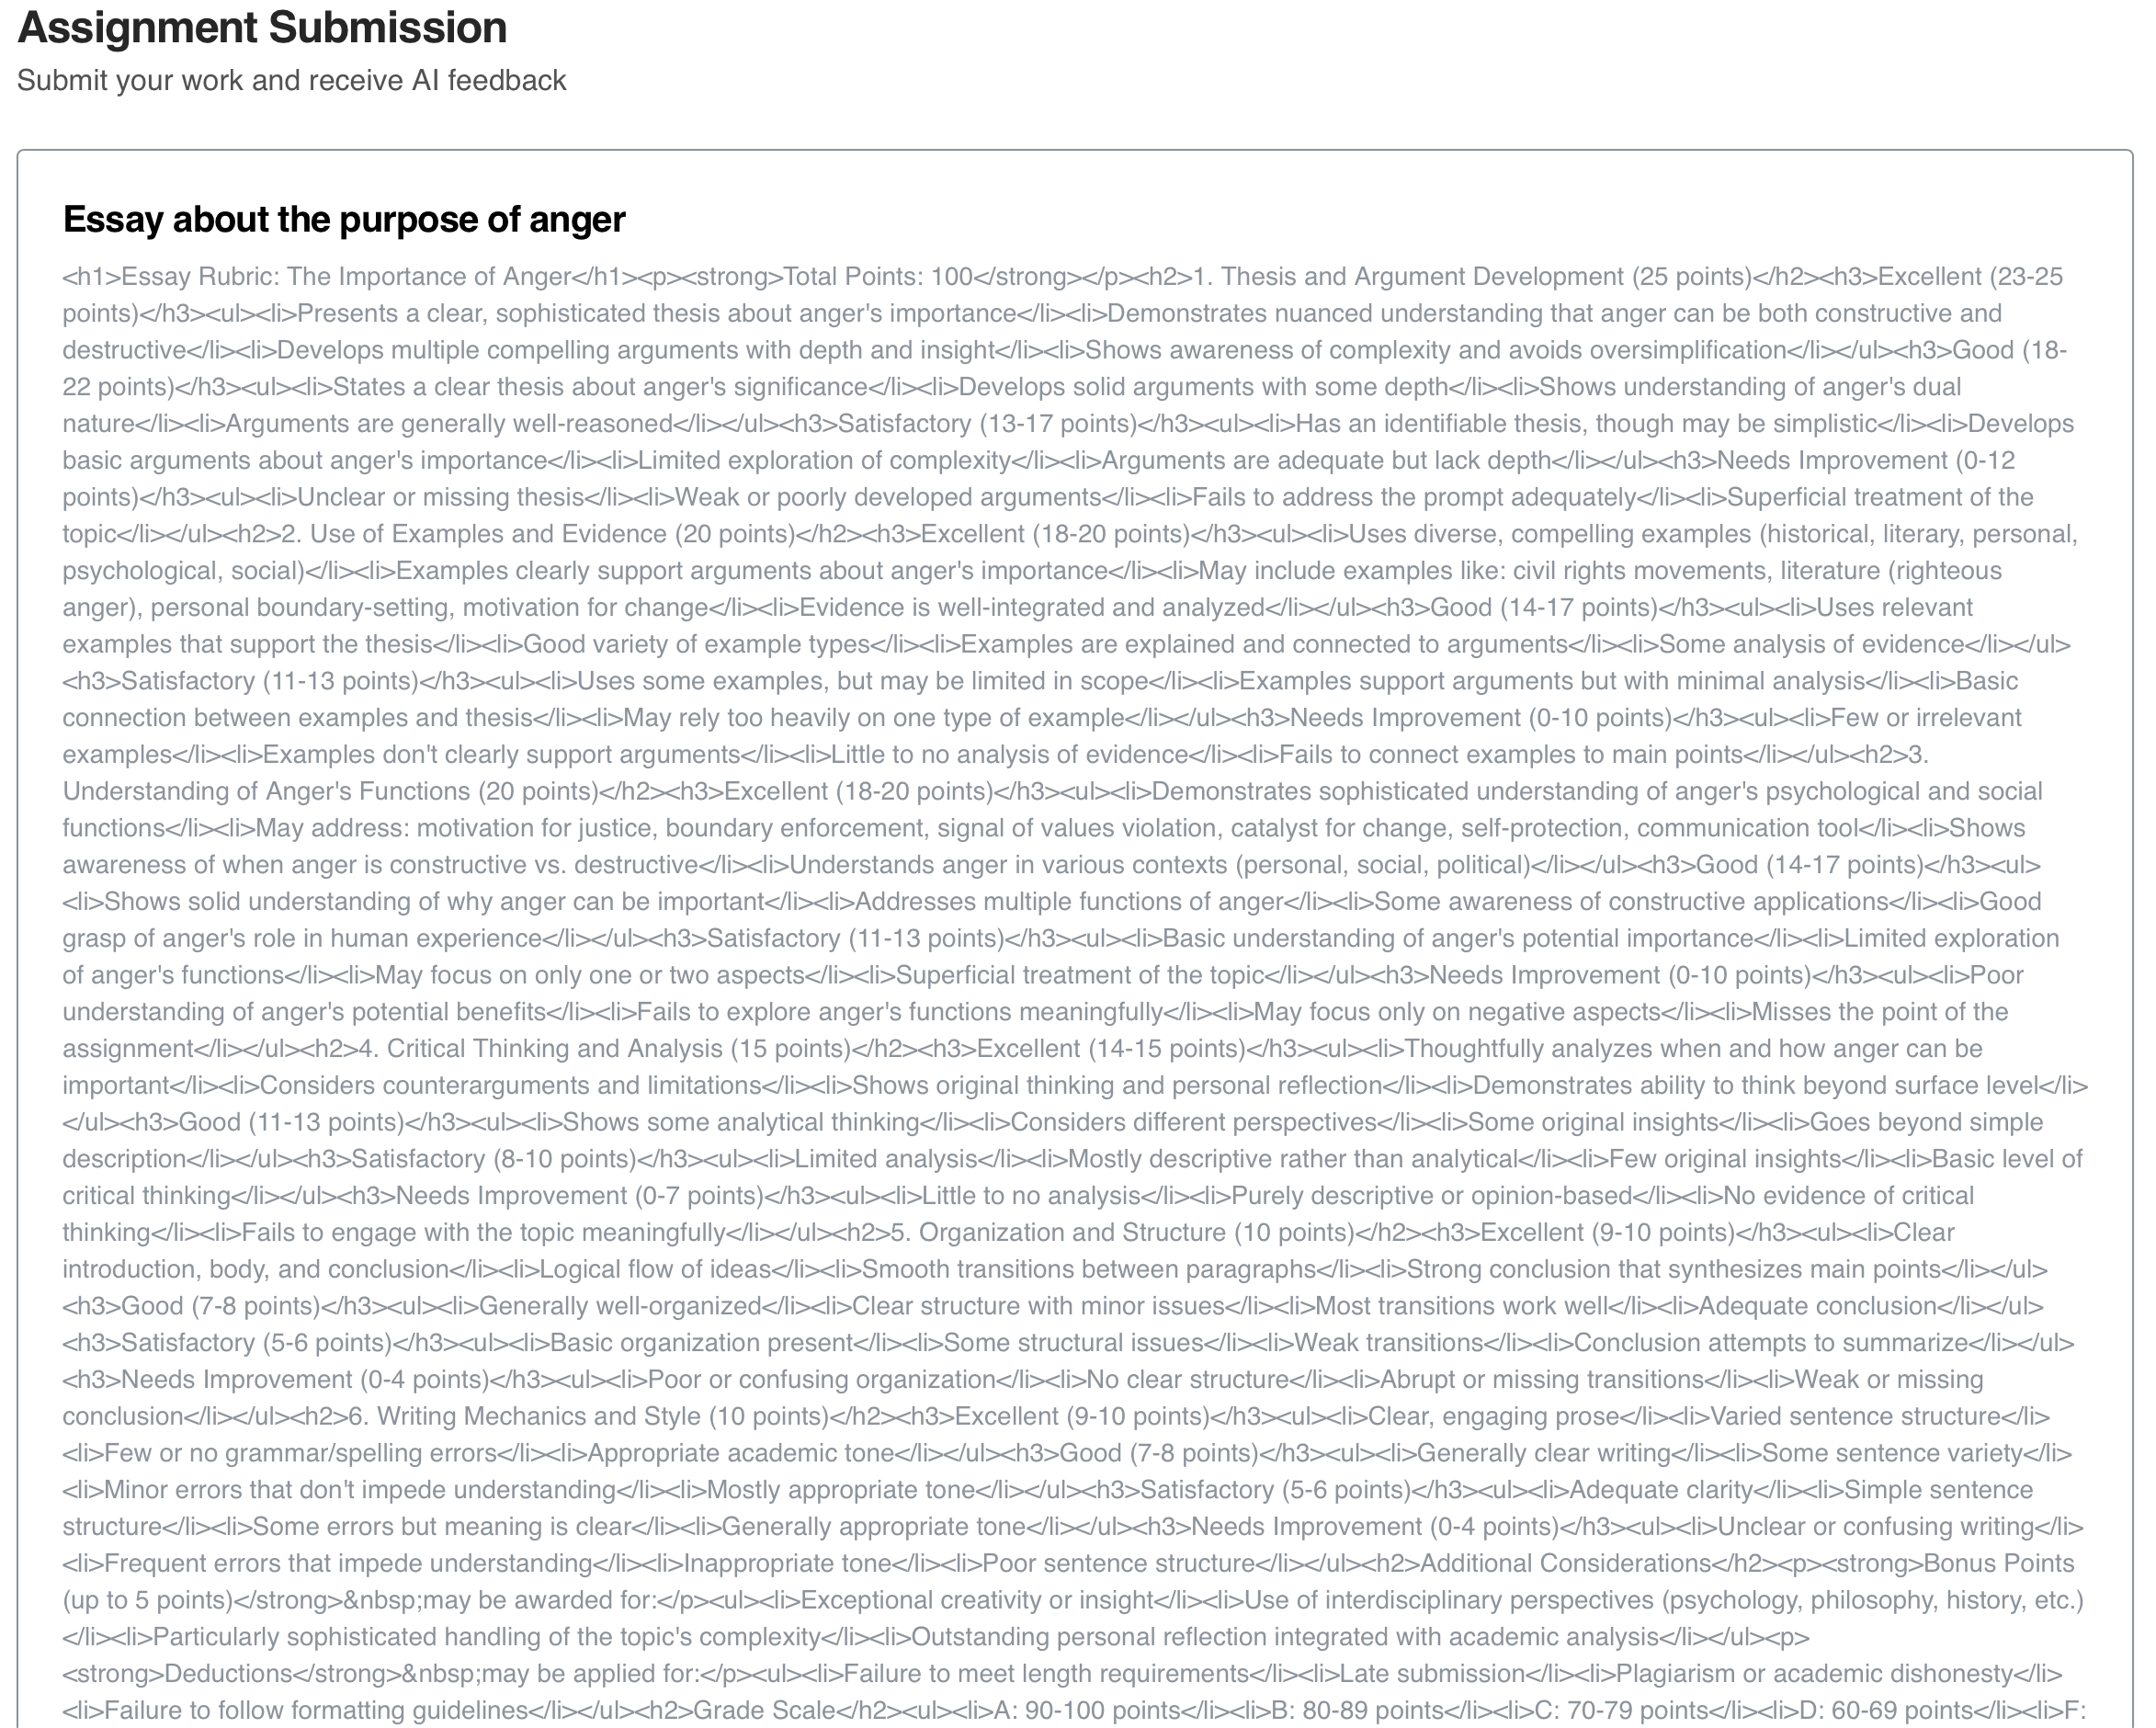 Assignment Submission
Submit your work and receive AI feedback
Essay about the purpose of anger
<h1>Essay Rubric: The Importance of Anger</h1><p><strong>Total Points: 100</strong></p><h2>1. Thesis and Argument Development (25 points)</h2><h3>Excellent (23-25
points)</h3><ul><li>Presents a clear, sophisticated thesis about anger's importance</li><li>Demonstrates nuanced understanding that anger can be both constructive and
destructive</li><li>Develops multiple compelling arguments with depth and insight</li><li>Shows awareness of complexity and avoids oversimplification</li></ul><h3>Good (18-
22 points)</h3><ul><li>States a clear thesis about anger's significance</li><li>Develops solid arguments with some depth</li><li>Shows understanding of anger's dual
nature</li><li>Arguments are generally well-reasoned</li></ul><h3>Satisfactory (13-17 points)</h3><ul><li>Has an identifiable thesis, though may be simplistic</li><li>Develops
basic arguments about anger's importance</li><li>Limited exploration of complexity</li><li>Arguments are adequate but lack depth</li></ul><h3>Needs Improvement (0-12
points)</h3><ul><li>Unclear or missing thesis</li><li>Weak or poorly developed arguments</li><li>Fails to address the prompt adequately</li><li>Superficial treatment of the
topic</li></ul><h2>2. Use of Examples and Evidence (20 points)</h2><h3>Excellent (18-20 points)</h3><ul><li>Uses diverse, compelling examples (historical, literary, personal,
psychological, social)</li><li>Examples clearly support arguments about anger's importance</li><li>May include examples like: civil rights movements, literature (righteous
anger), personal boundary-setting, motivation for change</li><li>Evidence is well-integrated and analyzed</li></ul><h3>Good (14-17 points)</h3><ul><li>Uses relevant
examples that support the thesis</li><li>Good variety of example types</li><li>Examples are explained and connected to arguments</li><li>Some analysis of evidence</li></ul>
<h3>Satisfactory (11-13 points)</h3><ul><li>Uses some examples, but may be limited in scope</li><li>Examples support arguments but with minimal analysis</li><li>Basic
connection between examples and thesis</li><li>May rely too heavily on one type of example</li></ul><h3>Needs Improvement (0-10 points)</h3><ul><li>Few or irrelevant
examples</li><li>Examples don't clearly support arguments</li><li>Little to no analysis of evidence</li><li>Fails to connect examples to main points</li></ul><h2>3.
Understanding of Anger's Functions (20 points)</h2><h3>Excellent (18-20 points)</h3><ul><li>Demonstrates sophisticated understanding of anger's psychological and social
functions</li><li>May address: motivation for justice, boundary enforcement, signal of values violation, catalyst for change, self-protection, communication tool</li><li>Shows
awareness of when anger is constructive vs. destructive</li><li>Understands anger in various contexts (personal, social, political)</li></ul><h3>Good (14-17 points)</h3><ul>
<li>Shows solid understanding of why anger can be important</li><li>Addresses multiple functions of anger</li><li>Some awareness of constructive applications</li><li>Good
grasp of anger's role in human experience</li></ul><h3>Satisfactory (11-13 points)</h3><ul><li>Basic understanding of anger's potential importance</li><li>Limited exploration
of anger's functions</li><li>May focus on only one or two aspects</li><li>Superficial treatment of the topic</li></ul><h3>Needs Improvement (0-10 points)</h3><ul><li>Poor
understanding of anger's potential benefits</li><li>Fails to explore anger's functions meaningfully</li><li>May focus only on negative aspects</li><li>Misses the point of the
assignment</li></ul><h2>4. Critical Thinking and Analysis (15 points)</h2><h3>Excellent (14-15 points)</h3><ul><li>Thoughtfully analyzes when and how anger can be
important</li><li>Considers counterarguments and limitations</li><li>Shows original thinking and personal reflection</li><li>Demonstrates ability to think beyond surface level</li>
</ul><h3>Good (11-13 points)</h3><ul><li>Shows some analytical thinking</li><li>Considers different perspectives</li><li>Some original insights</li><li>Goes beyond simple
description</li></ul><h3>Satisfactory (8-10 points)</h3><ul><li>Limited analysis</li><li>Mostly descriptive rather than analytical</li><li>Few original insights</li><li>Basic level of
critical thinking</li></ul><h3>Needs Improvement (0-7 points)</h3><ul><li>Little to no analysis</li><li>Purely descriptive or opinion-based</li><li>No evidence of critical
thinking</li><li>Fails to engage with the topic meaningfully</li></ul><h2>5. Organization and Structure (10 points)</h2><h3>Excellent (9-10 points)</h3><ul><li>Clear
introduction, body, and conclusion</li><li>Logical flow of ideas</li><li>Smooth transitions between paragraphs</li><li>Strong conclusion that synthesizes main points</li></ul>
<h3>Good (7-8 points)</h3><ul><li>Generally well-organized</li><li>Clear structure with minor issues</li><li>Most transitions work well</li><li>Adequate conclusion</li></ul>
<h3>Satisfactory (5-6 points)</h3><ul><li>Basic organization present</li><li>Some structural issues</li><li>Weak transitions</li><li>Conclusion attempts to summarize</li></ul>
<h3>Needs Improvement (0-4 points)</h3><ul><li>Poor or confusing organization</li><li>No clear structure</li><li>Abrupt or missing transitions</li><li>Weak or missing
conclusion</li></ul><h2>6. Writing Mechanics and Style (10 points)</h2><h3>Excellent (9-10 points)</h3><ul><li>Clear, engaging prose</li><li>Varied sentence structure</li>
<li>Few or no grammar/spelling errors</li><li>Appropriate academic tone</li></ul><h3>Good (7-8 points)</h3><ul><li>Generally clear writing</li><li>Some sentence variety</li>
<li>Minor errors that don't impede understanding</li><li>Mostly appropriate tone</li></ul><h3>Satisfactory (5-6 points)</h3><ul><li>Adequate clarity</li><li>Simple sentence
structure</li><li>Some errors but meaning is clear</li><li>Generally appropriate tone</li></ul><h3>Needs Improvement (0-4 points)</h3><ul><li>Unclear or confusing writing</li>
<li>Frequent errors that impede understanding</li><li>Inappropriate tone</li><li>Poor sentence structure</li></ul><h2>Additional Considerations</h2><p><strong>Bonus Points
(up to 5 points)</strong>&nbsp;may be awarded for:</p><ul><li>Exceptional creativity or insight</li><li>Use of interdisciplinary perspectives (psychology, philosophy, history, etc.)
</li><li>Particularly sophisticated handling of the topic's complexity</li><li>Outstanding personal reflection integrated with academic analysis</li></ul><p>
<strong>Deductions</strong>&nbsp;may be applied for:</p><ul><li>Failure to meet length requirements</li><li>Late submission</li><li>Plagiarism or academic dishonesty</li>
<li>Failure to follow formatting guidelines</li></ul><h2>Grade Scale</h2><ul><li>A: 90-100 points</li><li>B: 80-89 points</li><li>C: 70-79 points</li><li>D: 60-69 points</li><li>F: